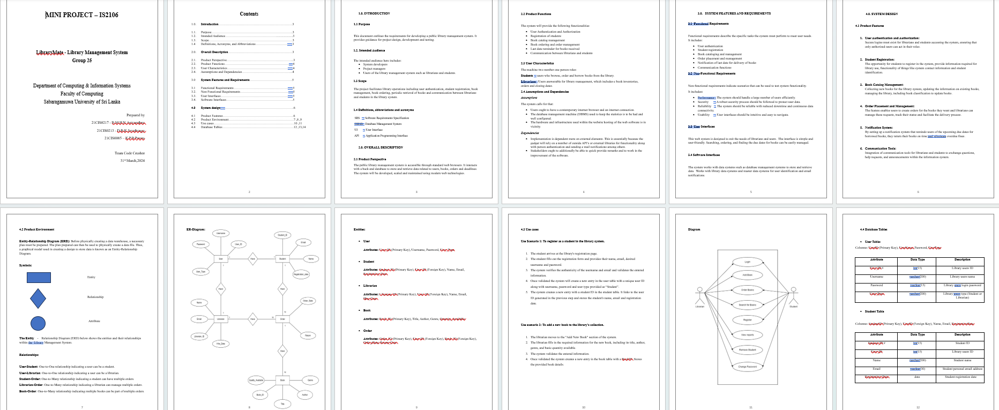 MINI PROJECT – IS2106
LibraryMate - Library Management System
Group 25
Department of Computing & Information Systems
Faculty of Computing
Sabaragamuwa University of Sri Lanka
Prepared by
21CIS0217 -
21CIS0213 -
21CIS0085 –
Team Code Crusher
31st March,2024
Contents
1.0. Introduction 3
1.1. Purpose 3
1.2. Intended Audience 3
1.3. Scope 3
1.4 Definitions, Acronyms, and Abbreviations 3
2.0. Overall Description 3
2.1. Product Perspective 3
2.2. Product Functions 4
2.3. User Characteristics 4
2.4. Assumptions and Dependencies 4
3.0 System Features and Requirements 5
3.1 Functional Requirements 5
3.2. Non-Functional Requirements 5
3.3. User Interfaces 5
3.4. Software Interfaces 5
4.0 System design 6
4.1 Product Features 6
4.2 Product Environment 7 ,8 ,9
4.3 Use cases 10 ,11
4.4 Database Tables 12 ,13,14
2
1.0. INTRODUCTION
1.1 Purpose
This document outlines the requirements for developing a public library management system. It
provides guidance for project design, development and testing.
1.2. Intended Audience
The intended audience here includes:
• System developers
• Project managers
• Users of the library management system such as librarians and students.
1.3 Scope
The project facilitates library operations including user authentication, student registration, book
management, book ordering, periodic retrieval of books and communication between librarians
and students in the library system.
1.4 Definitions, abbreviations and acronyms
SRS – Software Requirements Specification
DBMS – Database Management System
UI – User Interface
API – Application Programming Interface
2.0. OVERALL DESCRIPTION
2.1 Product Perspective
The public library management system is accessible through standard web browsers. It interacts
with a back-end database to store and retrieve data related to users, books, orders and deadlines.
The system will be developed, scaled and maintained using modern web technologies.
3
2.2 Product Functions
The system will provide the following functionalities
• User Authentication and Authorization
• Registration of students
• Book catalog management
• Book ordering and order management
• Last date reminder for books received
• Communication between librarians and students
2.3 User Characteristics
The machine two number one person roles:
Students – users who browse, order and borrow books from the library.
Librarians – Users answerable for library management, which includes e book inventories,
orders and closing dates.
2.4 Assumptions and Dependencies
Assumptions
The system calls for that:
• Users ought to have a contemporary internet browser and an internet connection.
• The database management machine (DBMS) used to keep the statistics is to be had and
well configured.
• The hardware and infrastructure used within the website hosting of the web software is in
vicinity.
Dependencies
• Implementation is dependent more on external elements. This is essentially because the
gadget will rely on a number of outside API's or external libraries for functionality along
with person authentication and sending e mail notifications among others
• Stakeholders ought to additionally be able to quick provide remarks and to work in the
improvement of the software.
4
3.0. SYSTEM FEATURES AND REQUIREMENTS
3.1 Functional Requirements
Functional requirements describe the specific tasks the system must perform to meet user needs.
It includes:
• User authentication
• Student registration
• Book cataloging and management
• Order placement and management
• Notification of last date for delivery of books
• Communication functions
3.2 Non-Functional Requirements
Non-functional requirements indicate scenarios that can be used to test system functionality.
It includes:
• Performance – The system should handle a large number of users efficiently.
• Security – A robust security process should be followed to protect user data.
• Reliability – The system should be reliable with reduced downtime and continuous data
connectivity.
• Usability – User interfaces should be intuitive and easy to navigate.
3.3 User Interfaces
This web system is designed to suit the needs of librarians and users. The interface is simple and
user-friendly. Searching, ordering, and finding the due dates for books can be easily managed.
3.4 Software Interfaces
The system works with data systems such as database management systems to store and retrieve
data. Works with library data systems and master data systems for user identification and email
notifications.
5
4.0. SYSTEM DESIGN
4.1 Product Features
1. User Authentication and Authorization:
Secure logins must exist for librarians and students accessing the system, ensuring that
only authorized users can act in their roles.
2. Student Registration:
The opportunity for students to register in the system, provide information required for
library use, functionality of things like system contact information and student
identification.
3. Book Catalog Management:
Collecting new books for the library system, updating the information on existing books,
managing the library, including book classification to update books.
4. Order Placement and Management:
The feature enables users to create orders for the books they want and librarians can
manage these requests, track their status and facilitate the delivery process.
5. Notification System:
By setting up a notification system that reminds users of the upcoming due dates for
borrowed books, they return their books on time and eliminate overdue fines.
6. Communication Tools:
Integration of communication tools for librarians and students to exchange questions,
help requests, and announcements within the information system.
6
4.2 Product Environment
Entity-Relationship Diagram (ERD): Before physically creating a data warehouse, a necessary
plan must be prepared. The plan prepared can then be used to physically create a data file. Thus,
a graphical model used in creating a design to store data is known as an Entity-Relationship
Diagram.
Symbols:
Entity
Relationship
Attribute
The Entity - Relationship Diagram (ERD) below shows the entities and their relationships
within the Library Management System.
Relationships:
User-Student: One-to-One relationship indicating a user can be a student.
User-Librarian: One-to-One relationship indicating a user can be a librarian.
Student-Order: One-to-Many relationship indicating a student can have multiple orders.
Librarian-Order: One-to-Many relationship indicating a librarian can manage multiple orders.
Book-Order: One-to-Many relationship indicating multiple books can be part of multiple orders.
7
ER-Diagram:
Username
Password
User_ID
User
User_Type
Have
Student_ID
Email
Student
Name
Registration_date
Have
Have
Name
Email
Librarian
Librarian_ID
Hire_Date
Have
Order
Order_Date
Return
Have
Quality_Available
Book
Genre
Book_ID
Author
Title
8
Entities:
• User
Attributes: UserID (Primary Key), Username, Password, UserType
• Student
Attributes: StudentID (Primary Key), UserID (Foreign Key), Name, Email,
RegistrationDate
• Librarian
Attributes: LibrarianID (Primary Key), UserID (Foreign Key), Name, Email,
HireDate
• Book
Attributes: BookID (Primary Key), Title, Author, Genre,
• Order
Attributes: OrderID (Primary Key), UserID (Foreign Key), BookID (Foreign Key),
9
4.3 Use cases
Use Scenario 1: To register as a student in the library system.
1. The student arrives at the library's registration page.
2. The student fills out the registration form and provides their name, email, desired
username and password.
3. The system verifies the authenticity of the username and email and validates the entered
information.
4. Once validated the system will create a new entry in the user table with a unique user ID
along with username, password and user type provided as "Student".
5. The system creates a new entry with a student ID in the student table. It links to the user
ID generated in the previous step and stores the student's name, email and registration
date.
Use scenario 2: To add a new book to the library's collection.
1. The librarian moves to the "Add New Book" section of the system.
2. The librarian fills in the required information for the new book, including its title, author,
genre, and basic quantity available.
3. The system validates the entered information.
4. Once validated the system creates a new entry in the book table with a BookID. Stores
the provided book details.
10
Diagram
Login
Add Book
Order Books
Search for Books
Register
View reports
Remove Student
Change Password
Librarian
Student
11
4.4 Database Tables
• User Table:
Columns: UserID (Primary Key), UserName, Password, UserType
Attribute Data Type Description
UserID # int(15) Library users ID
Username varchar(200) Library users name
Password varchar(15) Library users login password
UserType varchar(200) Library users type (Student or
Librarian)
• Student Table
Columns: StudentID (Primary Key), UserID (Foreign Key), Name, Email, RegistrationDate
Attribute Data Type Description
StudentID # int(15) Student ID
UserID int(15) Library users ID
Name varchar(200) Student name
Email varchar(30) Student personal email address
RegistrationDate date Student registration date
12